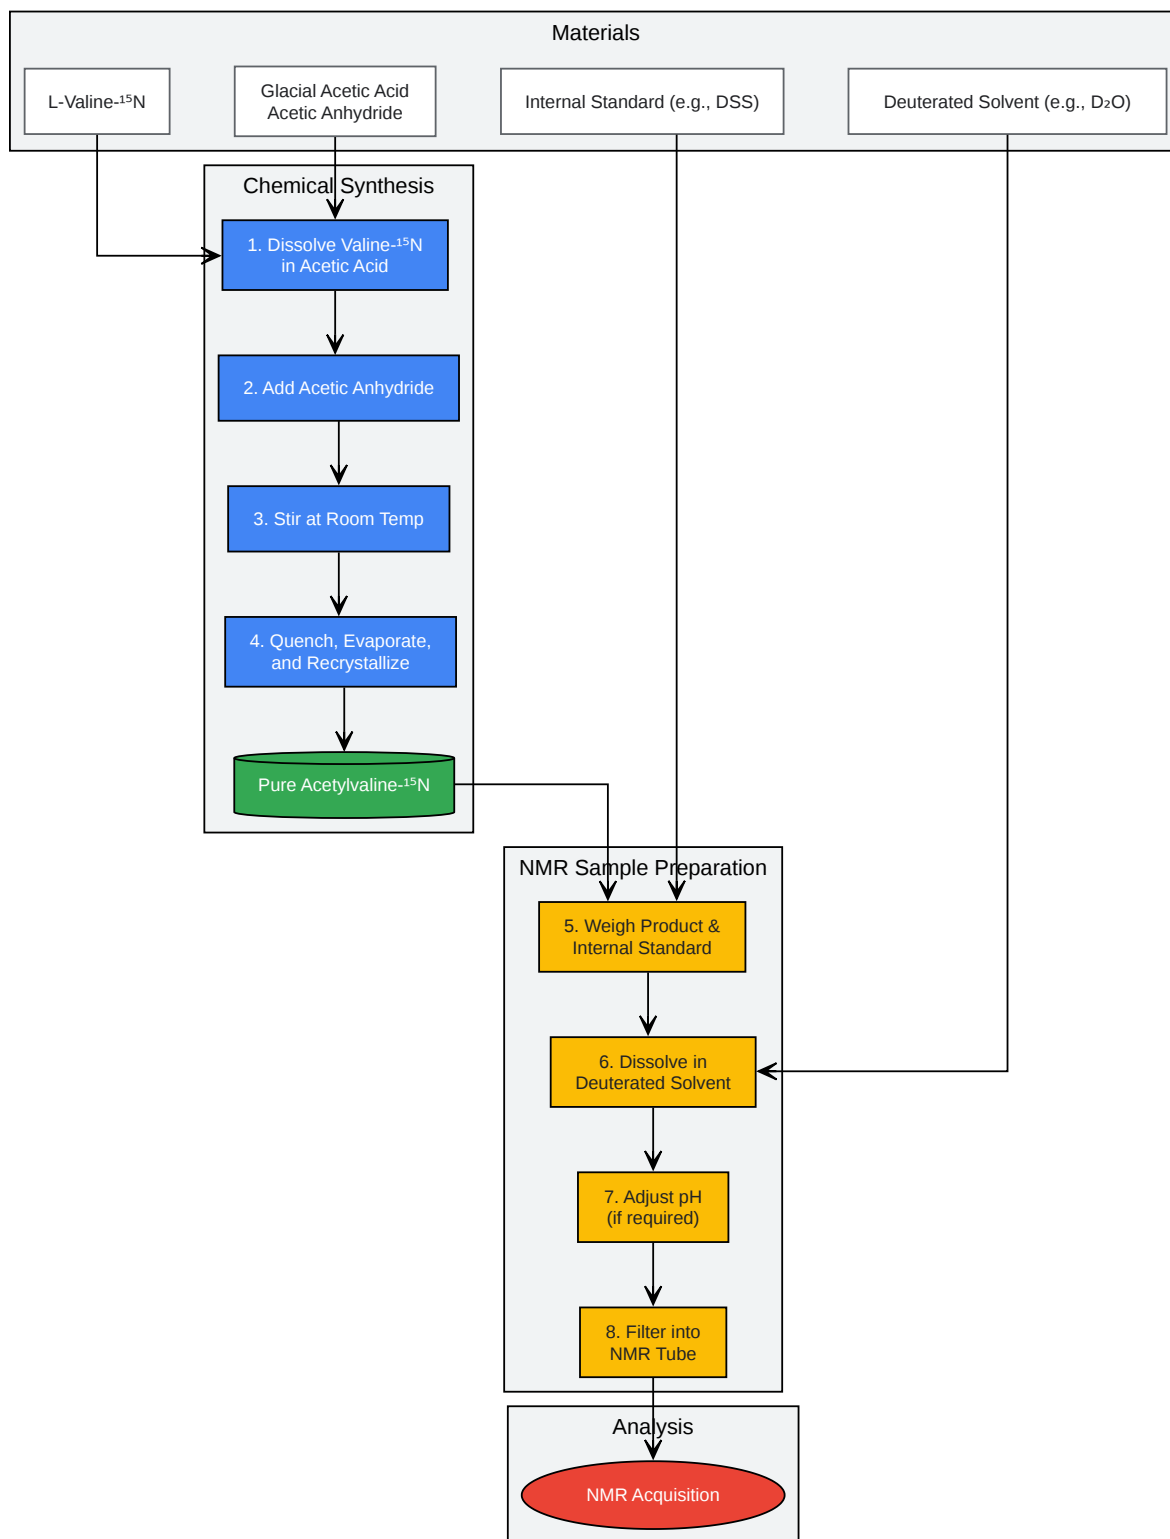 Materials
L-Valine-¹⁵N
Glacial Acetic Acid
Acetic Anhydride
Internal Standard (e.g., DSS)
Deuterated Solvent (e.g., D₂O)
Chemical Synthesis
1. Dissolve Valine-¹⁵N
in Acetic Acid
2. Add Acetic Anhydride
3. Stir at Room Temp
4. Quench, Evaporate,
and Recrystallize
Pure Acetylvaline-¹⁵N
NMR Sample Preparation
5. Weigh Product &
Internal Standard
6. Dissolve in
Deuterated Solvent
7. Adjust pH
(if required)
8. Filter into
NMR Tube
Analysis
NMR Acquisition